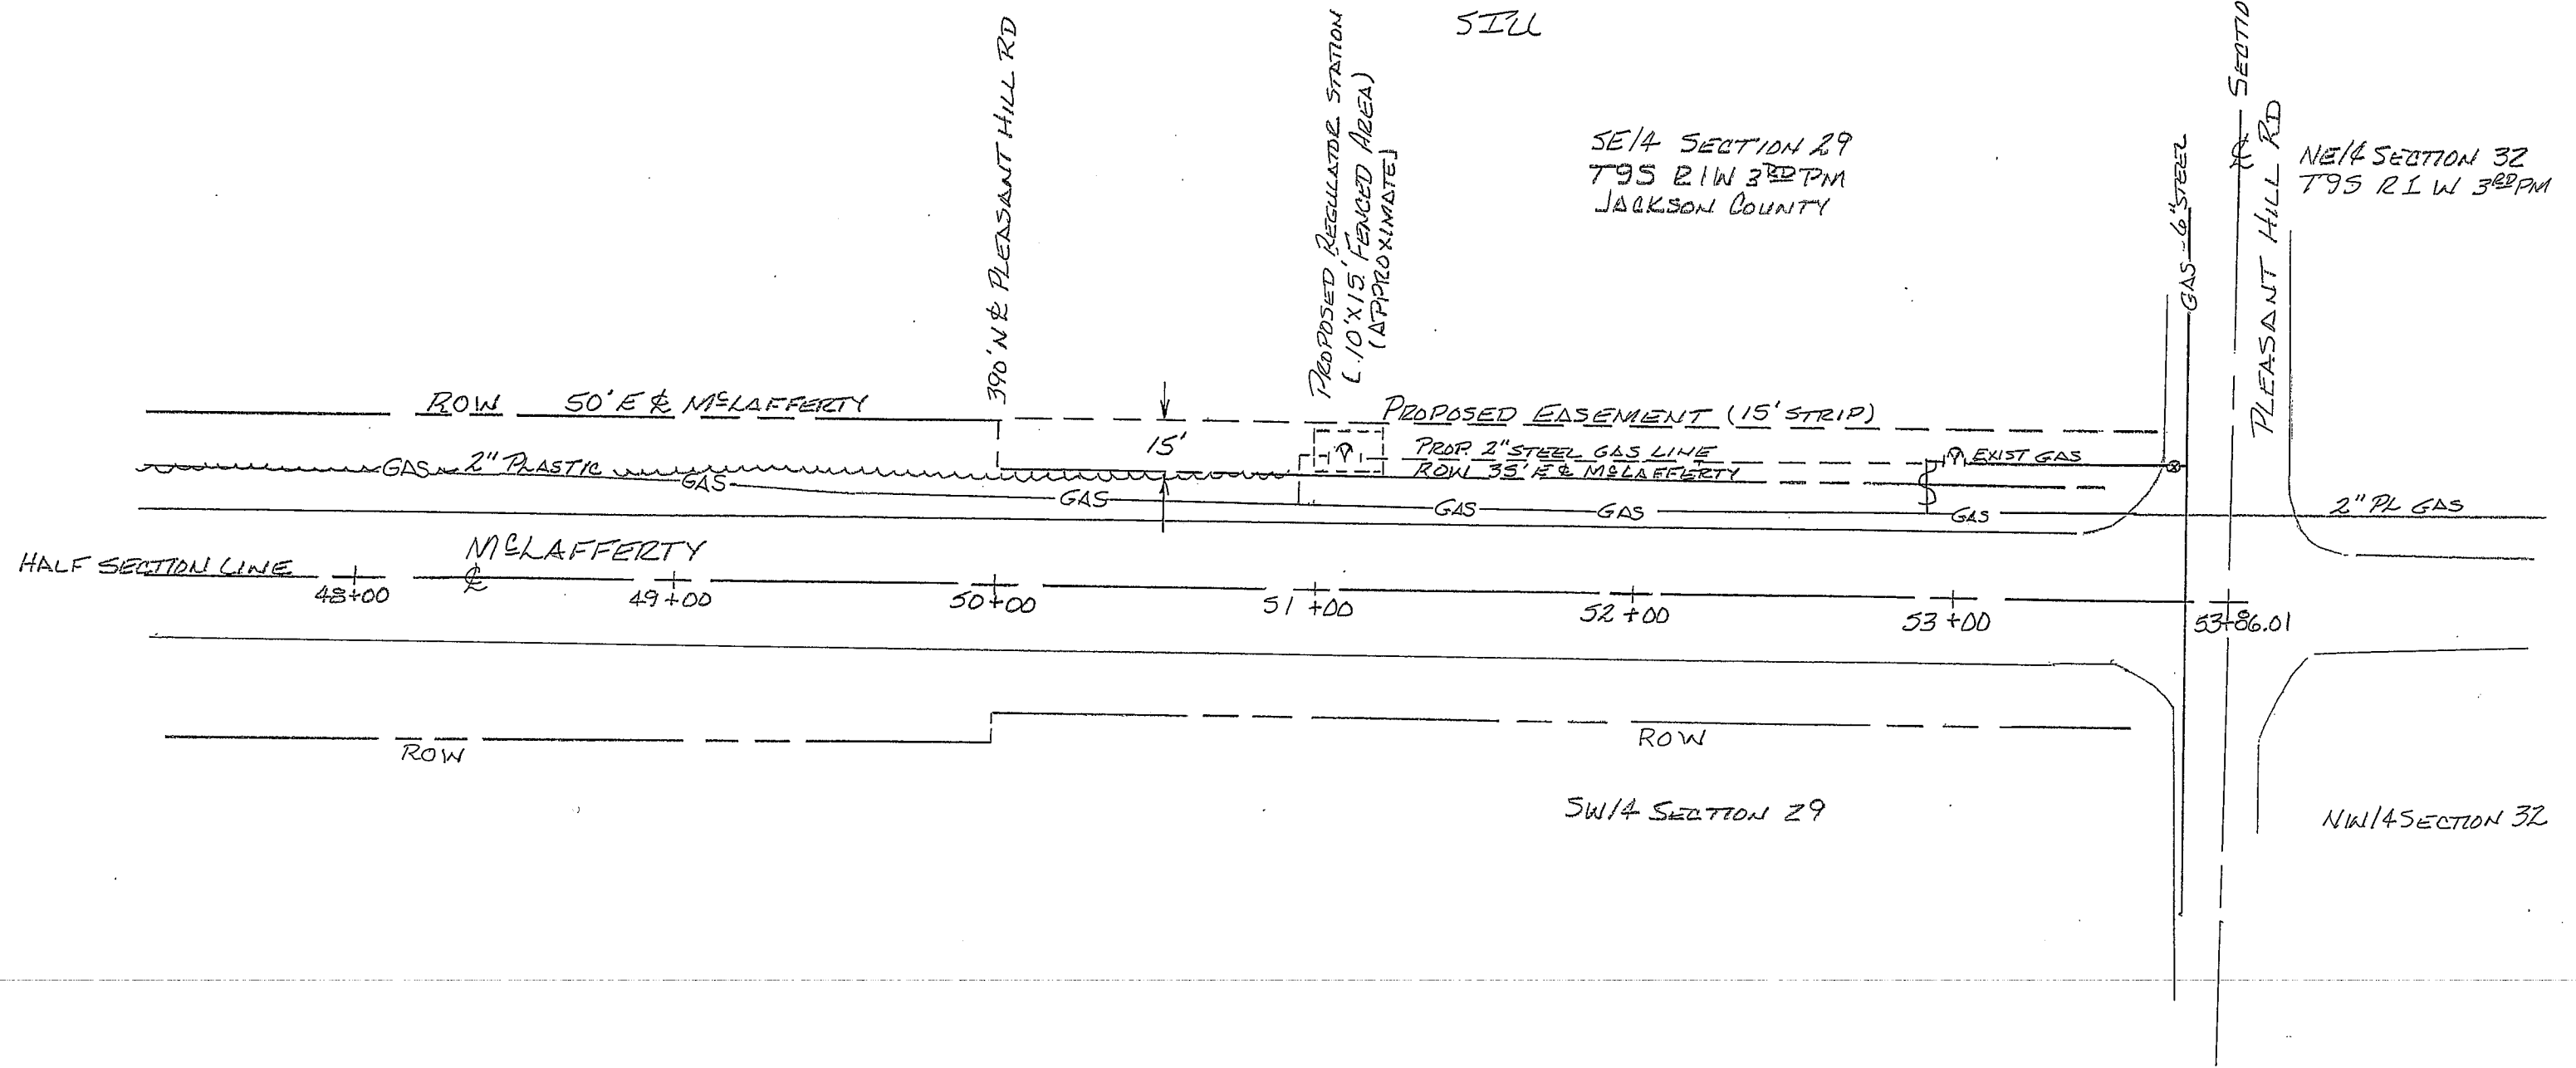 SILL
390' N ℄ PLEASANT HILL RD
PROPOSED REGULATOR STATION
(10'X15' FENCED AREA)
(APPROXIMATE)
SE/4 SECTION 29
T9S R1W 3RD PM
JACKSON COUNTY
GAS-6" STEEL
℄ SECTIO
PLEASANT HILL RD
NE/4 SECTION 32
T9S R1W 3RD PM
ROW 50' E ℄ McLAFFERTY
PROPOSED EASEMENT (15' STRIP)
15'
PROP. 2" STEEL GAS LINE
ROW 35' E ℄ McLAFFERTY
EXIST GAS
GAS 2" PLASTIC
GAS
GAS
GAS
GAS
GAS
2" PL GAS
McLAFFERTY
℄
HALF SECTION LINE
48+00
49+00
50+00
51+00
52+00
53+00
53+86.01
ROW
ROW
SW/4 SECTION 29
NW/4 SECTION 32